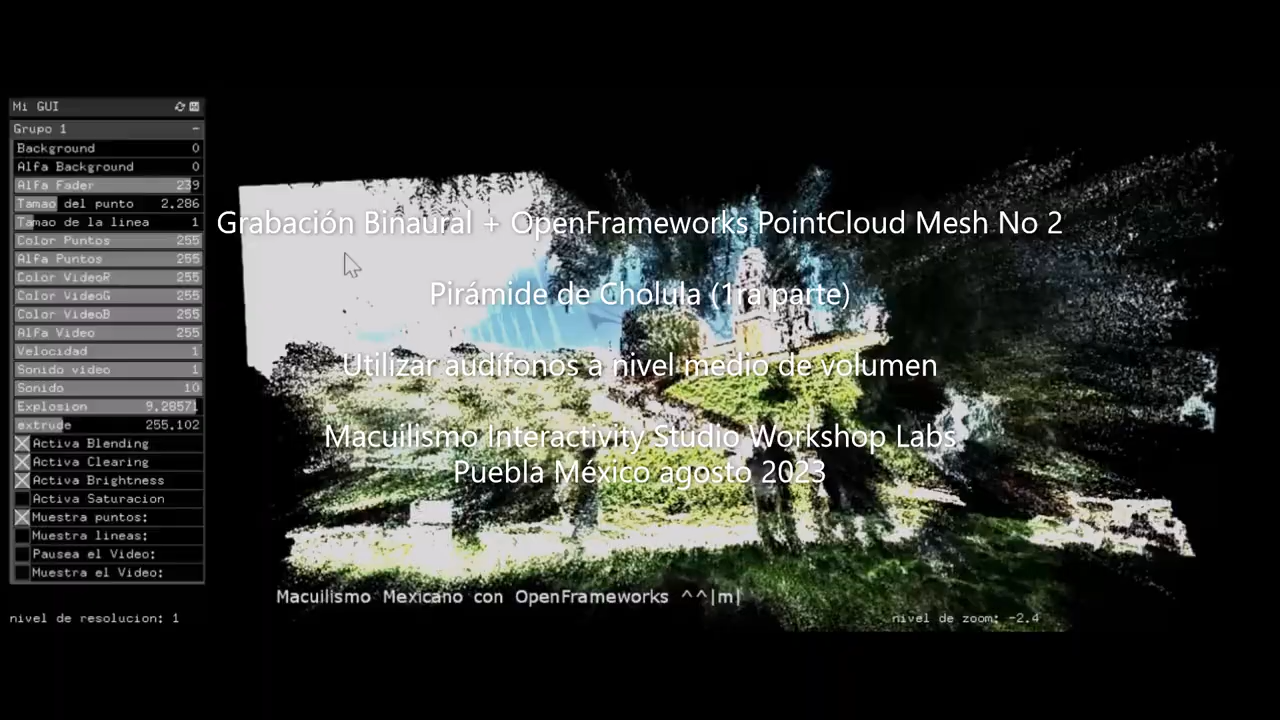 Mi GUI
Grupo 1
Background 0
Alfa Background 0
Alfa Fader 239
Tamao del punto 2.286
Tamao de la linea 1
Color Puntos 255
Alfa Puntos 255
Color VideoR 255
Color VideoG 255
Color VideoB 255
Alfa Video 255
Velocidad 1
Sonido video 1
Sonido 10
Explosion 9.28571
extrude 255.102
Activa Blending
Activa Clearing
Activa Brightness
Activa Saturacion
Muestra puntos:
Muestra lineas:
Pausea el Video:
Muestra el Video:
nivel de resolucion: 1
Grabación Binaural + OpenFrameworks PointCloud Mesh No 2
Pirámide de Cholula (1ra parte)
Utilizar audífonos a nivel medio de volumen
Macuilismo Interactivity Studio Workshop Labs
Puebla México agosto 2023
Macuilismo Mexicano con OpenFrameworks ^^|m|
nivel de zoom: -2.4